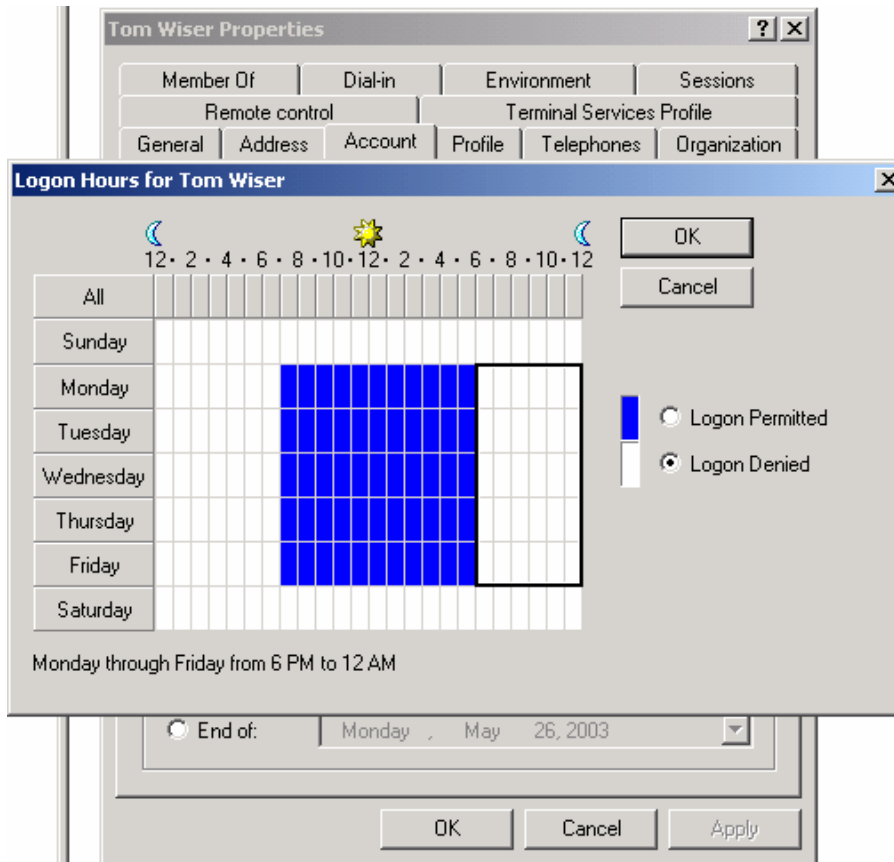 Tom Wiser Properties
Member Of Dial-in Environment Sessions
Remote control Terminal Services Profile
General Address Account Profile Telephones Organization
Logon Hours for Tom Wiser
12 · 2 · 4 · 6 · 8 · 10 · 12 · 2 · 4 · 6 · 8 · 10 · 12
OK
Cancel
All
Sunday
Monday
Tuesday
Wednesday
Thursday
Friday
Saturday
Logon Permitted
Logon Denied
Monday through Friday from 6 PM to 12 AM
End of: Monday , May 26, 2003
OK Cancel Apply